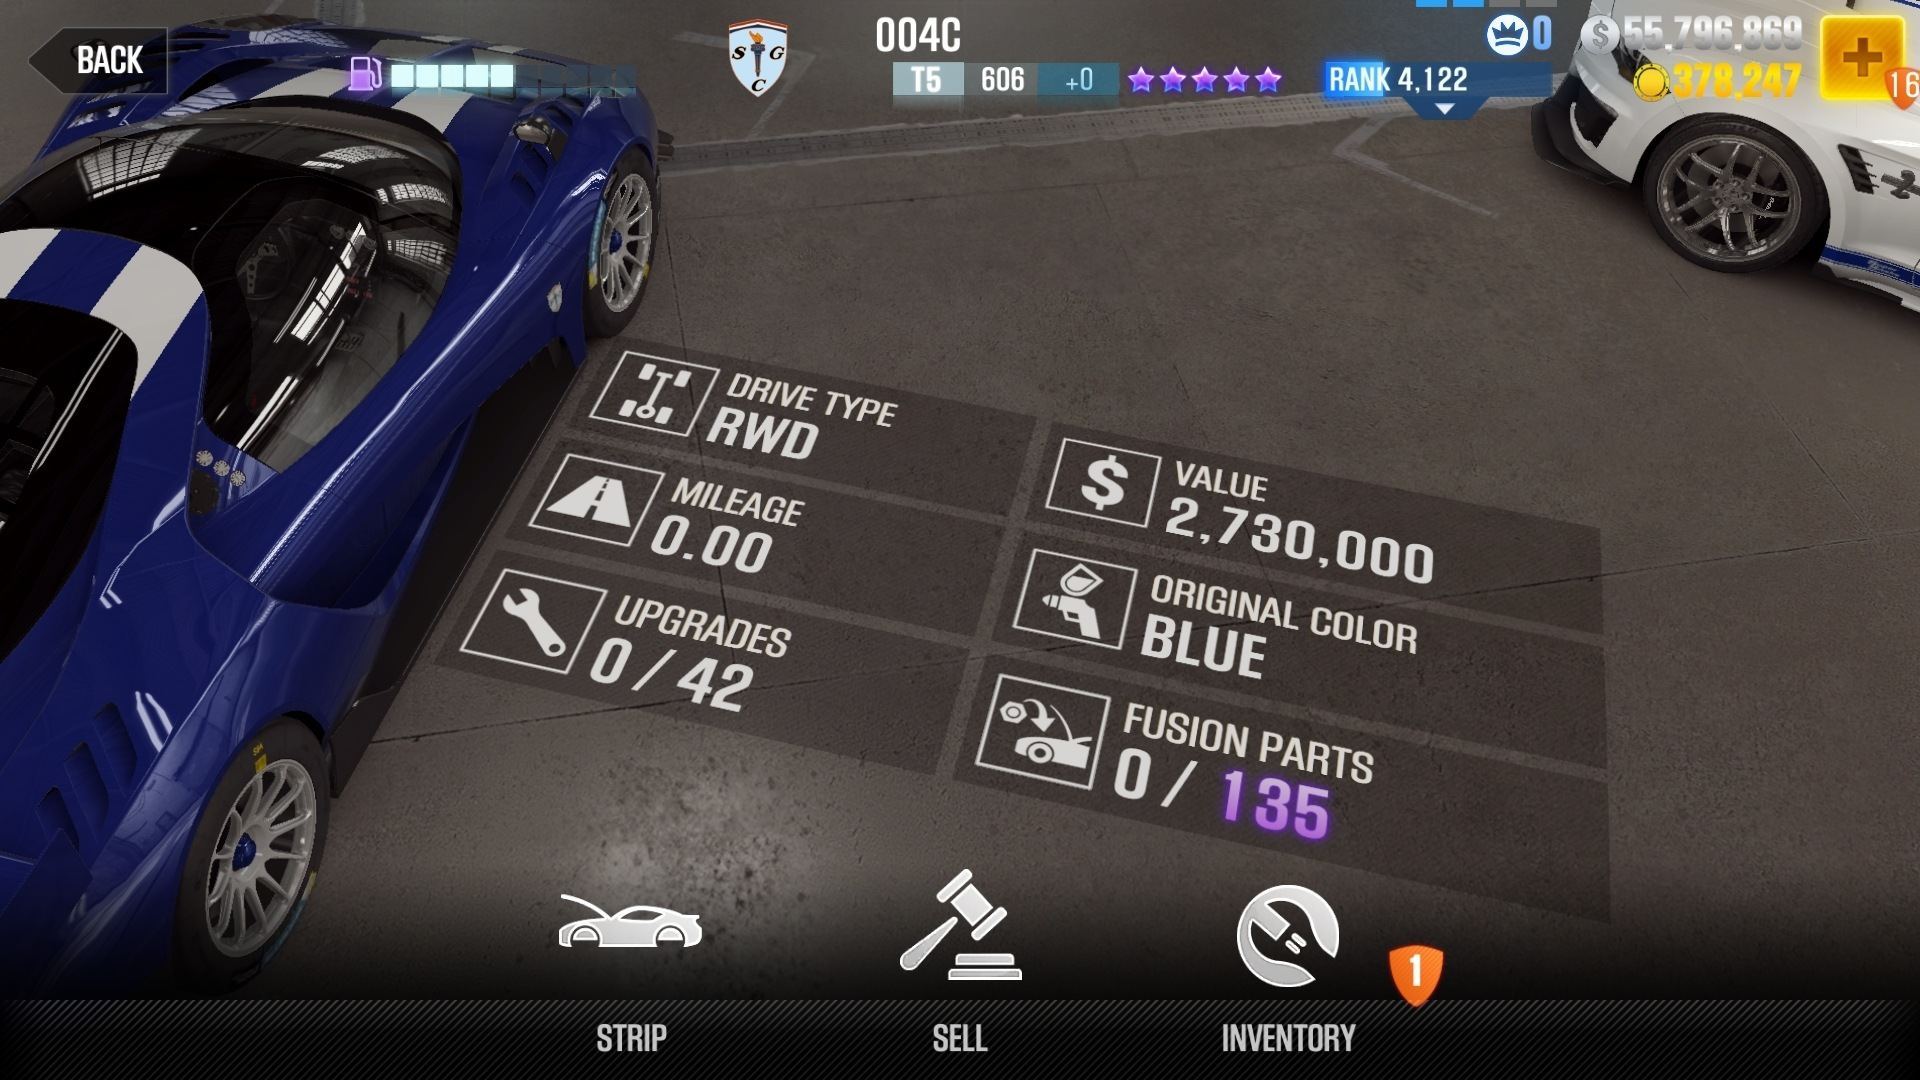 BACK
S G
C
004C
T5 606 +0
RANK 4,122
0
55,796,869
378,247
16
DRIVE TYPE
RWD
MILEAGE
0.00
UPGRADES
0 / 42
VALUE
2,730,000
ORIGINAL COLOR
BLUE
FUSION PARTS
0 / 135
STRIP
SELL
INVENTORY
1